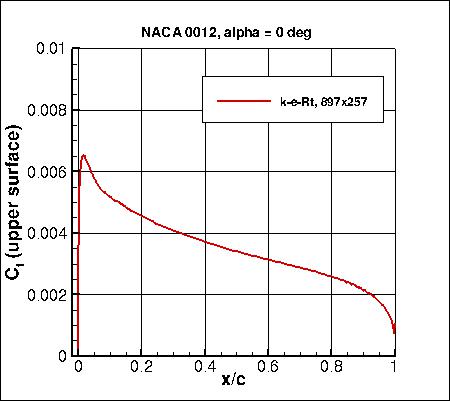 NACA 0012, alpha = 0 deg
k-e-Rt, 897x257
Cf (upper surface)
0.01
0.008
0.006
0.004
0.002
0
0 0.2 0.4 0.6 0.8 1
x/c